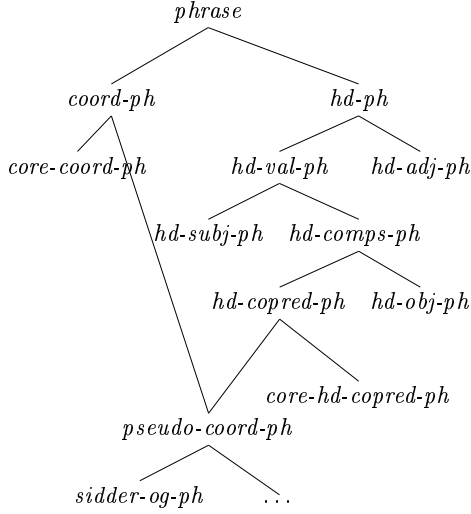 phrase
coord-ph hd-ph
core-coord-ph hd-val-ph hd-adj-ph
hd-subj-ph hd-comps-ph
hd-copred-ph hd-obj-ph
core-hd-copred-ph
pseudo-coord-ph
sidder-og-ph ...